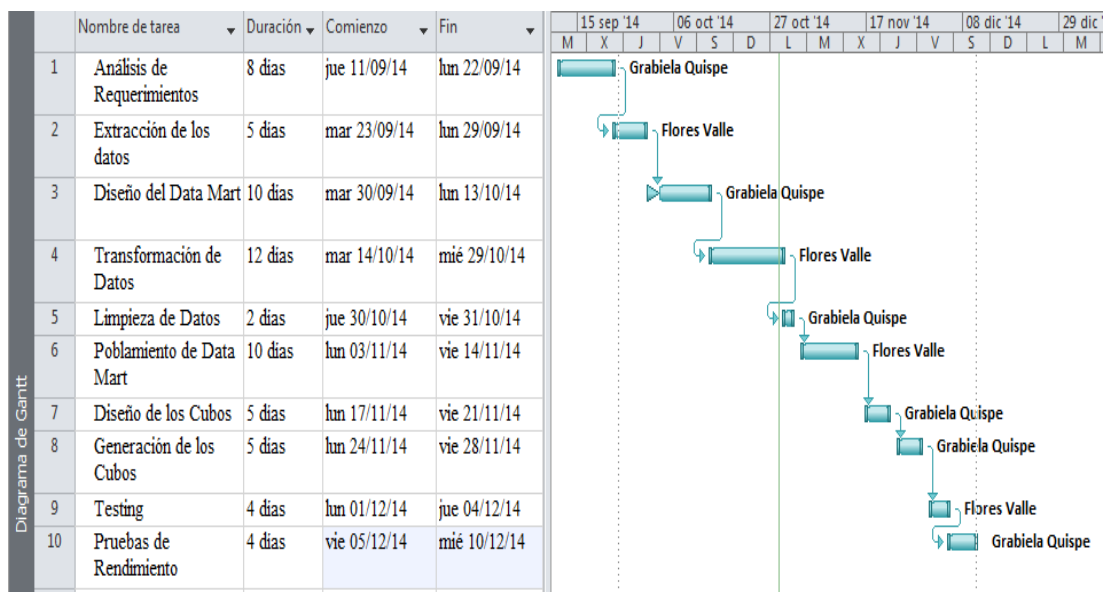 Nombre de tarea Duración Comienzo Fin
15 sep '14 06 oct '14 27 oct '14 17 nov '14 08 dic '14 29 dic '
M X J V S D L M X J V S D L M
1 Análisis de 8 días jue 11/09/14 lun 22/09/14 Grabiela Quispe
Requerimientos
2 Extracción de los 5 días mar 23/09/14 lun 29/09/14 Flores Valle
datos
3 Diseño del Data Mart 10 días mar 30/09/14 lun 13/10/14 Grabiela Quispe
4 Transformación de 12 días mar 14/10/14 mié 29/10/14 Flores Valle
Datos
5 Limpieza de Datos 2 días jue 30/10/14 vie 31/10/14 Grabiela Quispe
6 Poblamiento de Data 10 días lun 03/11/14 vie 14/11/14 Flores Valle
Mart
7 Diseño de los Cubos 5 días lun 17/11/14 vie 21/11/14 Grabiela Quispe
8 Generación de los 5 días lun 24/11/14 vie 28/11/14 Grabiela Quispe
Cubos
9 Testing 4 días lun 01/12/14 jue 04/12/14 Flores Valle
10 Pruebas de 4 días vie 05/12/14 mié 10/12/14 Grabiela Quispe
Rendimiento
Diagrama de Gantt